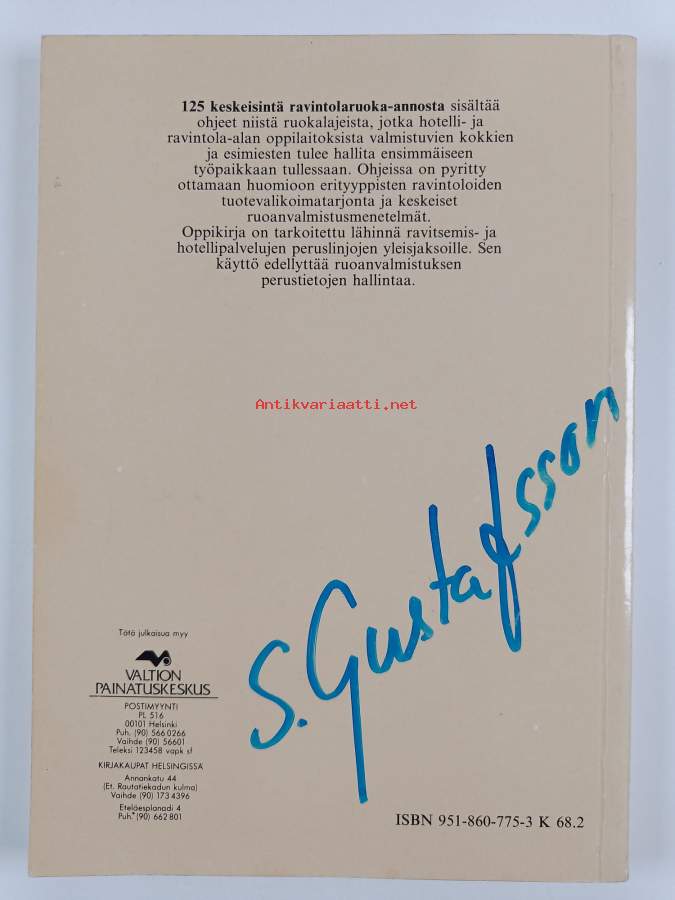 125 keskeisintä ravintolaruoka-annosta sisältää
ohjeet niistä ruokalajeista, jotka hotelli- ja
ravintola-alan oppilaitoksista valmistuvien kokkien
ja esimiesten tulee hallita ensimmäiseen
työpaikkaan tullessaan. Ohjeissa on pyritty
ottamaan huomioon erityyppisten ravintoloiden
tuotevalikoimatarjonta ja keskeiset
ruoanvalmistusmenetelmät.
Oppikirja on tarkoitettu lähinnä ravitsemis- ja
hotellipalvelujen peruslinjojen yleisjaksoille. Sen
käyttö edellyttää ruoanvalmistuksen
perustietojen hallintaa.
Antikvariaatti.net
S. Gustafsson
Tätä julkaisua myy
VALTION
PAINATUSKESKUS
POSTIMYYNTI
PL 516
00101 Helsinki
Puh. (90) 566 0266
Vaihde (90) 56601
Teleksi 123458 vapk sf
KIRJAKAUPAT HELSINGISSÄ
Annankatu 44
(Et. Rautatiekadun kulma)
Vaihde (90) 173 4396
Eteläesplanadi 4
Puh. (90) 662 801
ISBN 951-860-775-3 K 68.2